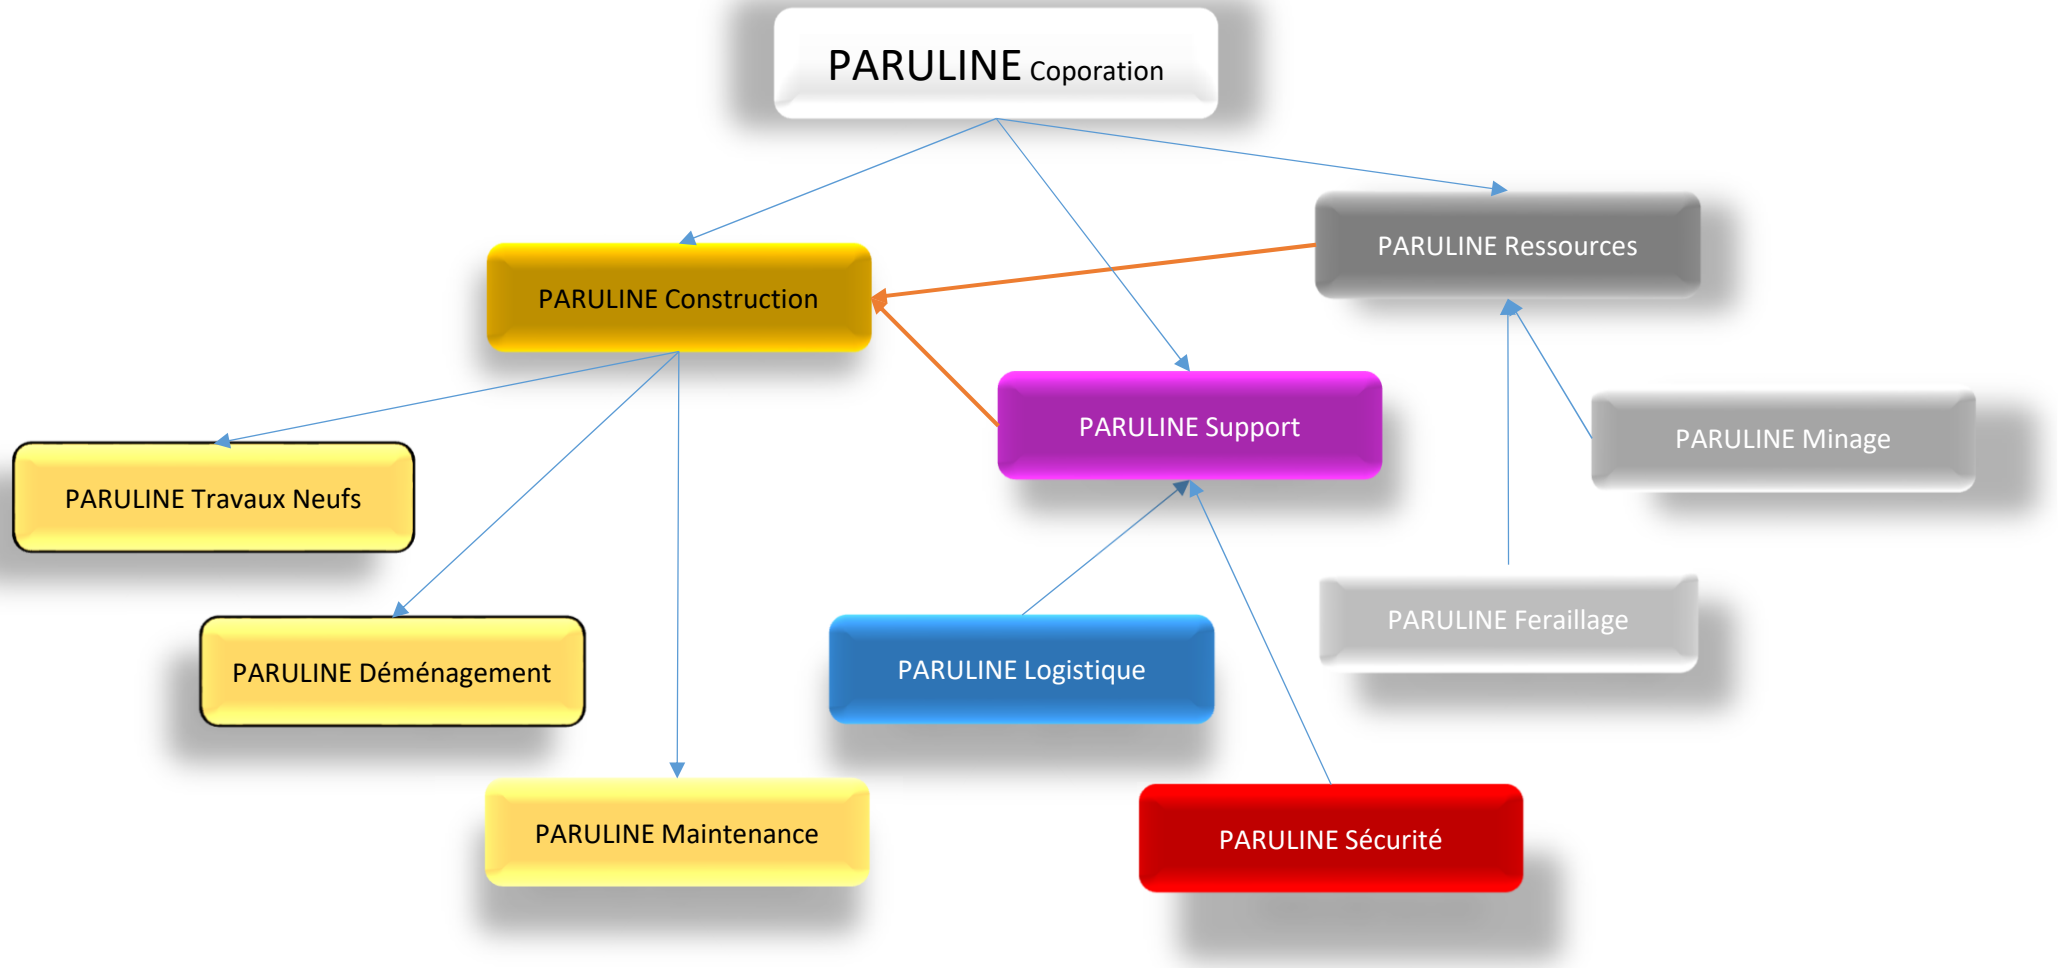 PARULINE Coporation
PARULINE Ressources
PARULINE Construction
PARULINE Support
PARULINE Minage
PARULINE Travaux Neufs
PARULINE Feraillage
PARULINE Déménagement
PARULINE Logistique
PARULINE Maintenance
PARULINE Sécurité